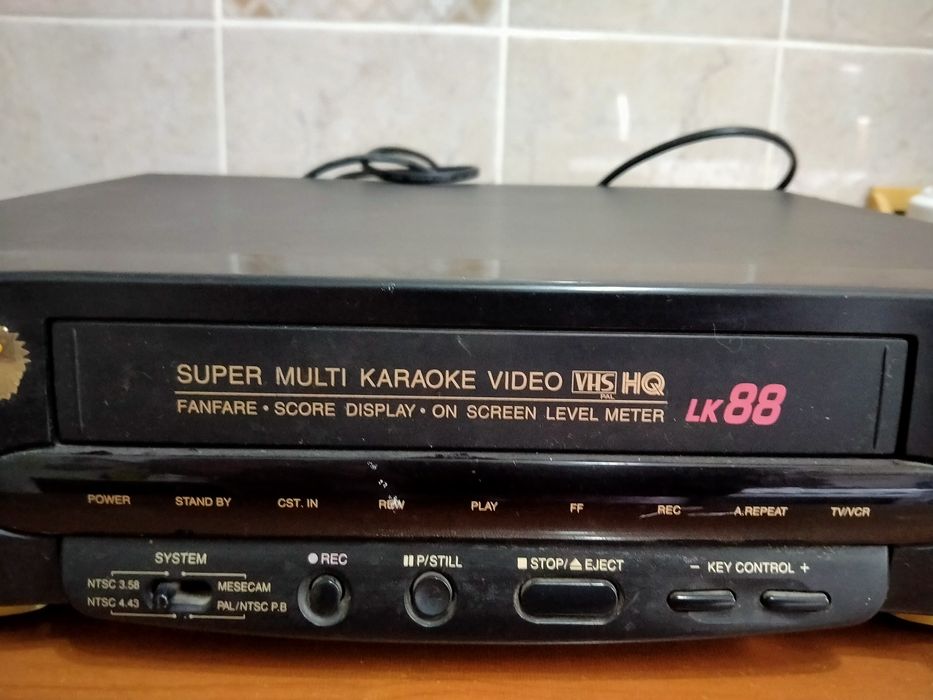 SUPER MULTI KARAOKE VIDEO VHS HQ
PAL
FANFARE • SCORE DISPLAY • ON SCREEN LEVEL METER
LK88
POWER STAND BY CST. IN REW PLAY FF REC A.REPEAT TV/VCR
SYSTEM
NTSC 3.58 MESECAM
NTSC 4.43 PAL/NTSC P.B
●REC
▮▮P/STILL
■STOP/▲EJECT
− KEY CONTROL +